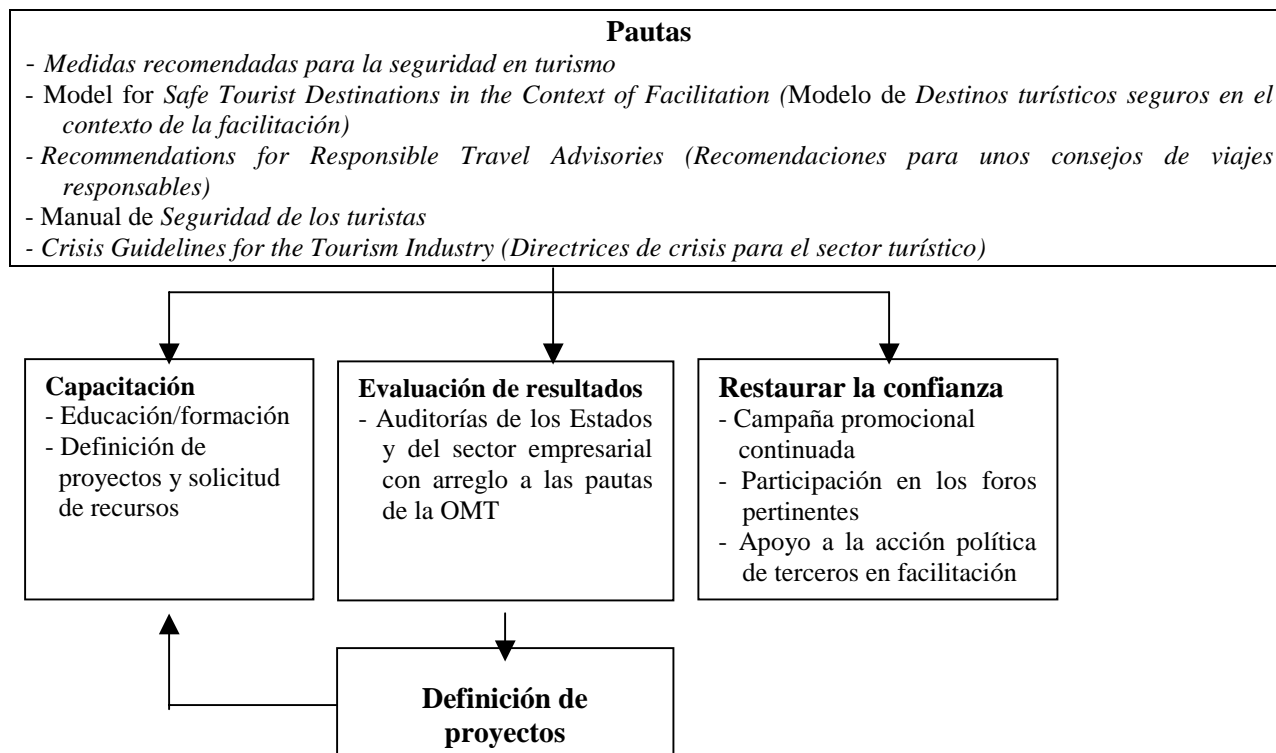 Pautas
- Medidas recomendadas para la seguridad en turismo
- Model for Safe Tourist Destinations in the Context of Facilitation (Modelo de Destinos turísticos seguros en el
contexto de la facilitación)
- Recommendations for Responsible Travel Advisories (Recomendaciones para unos consejos de viajes
responsables)
- Manual de Seguridad de los turistas
- Crisis Guidelines for the Tourism Industry (Directrices de crisis para el sector turístico)
Capacitación
- Educación/formación
- Definición de
proyectos y solicitud
de recursos
Evaluación de resultados
- Auditorías de los Estados
y del sector empresarial
con arreglo a las pautas
de la OMT
Restaurar la confianza
- Campaña promocional
continuada
- Participación en los foros
pertinentes
- Apoyo a la acción política
de terceros en facilitación
Definición de
proyectos